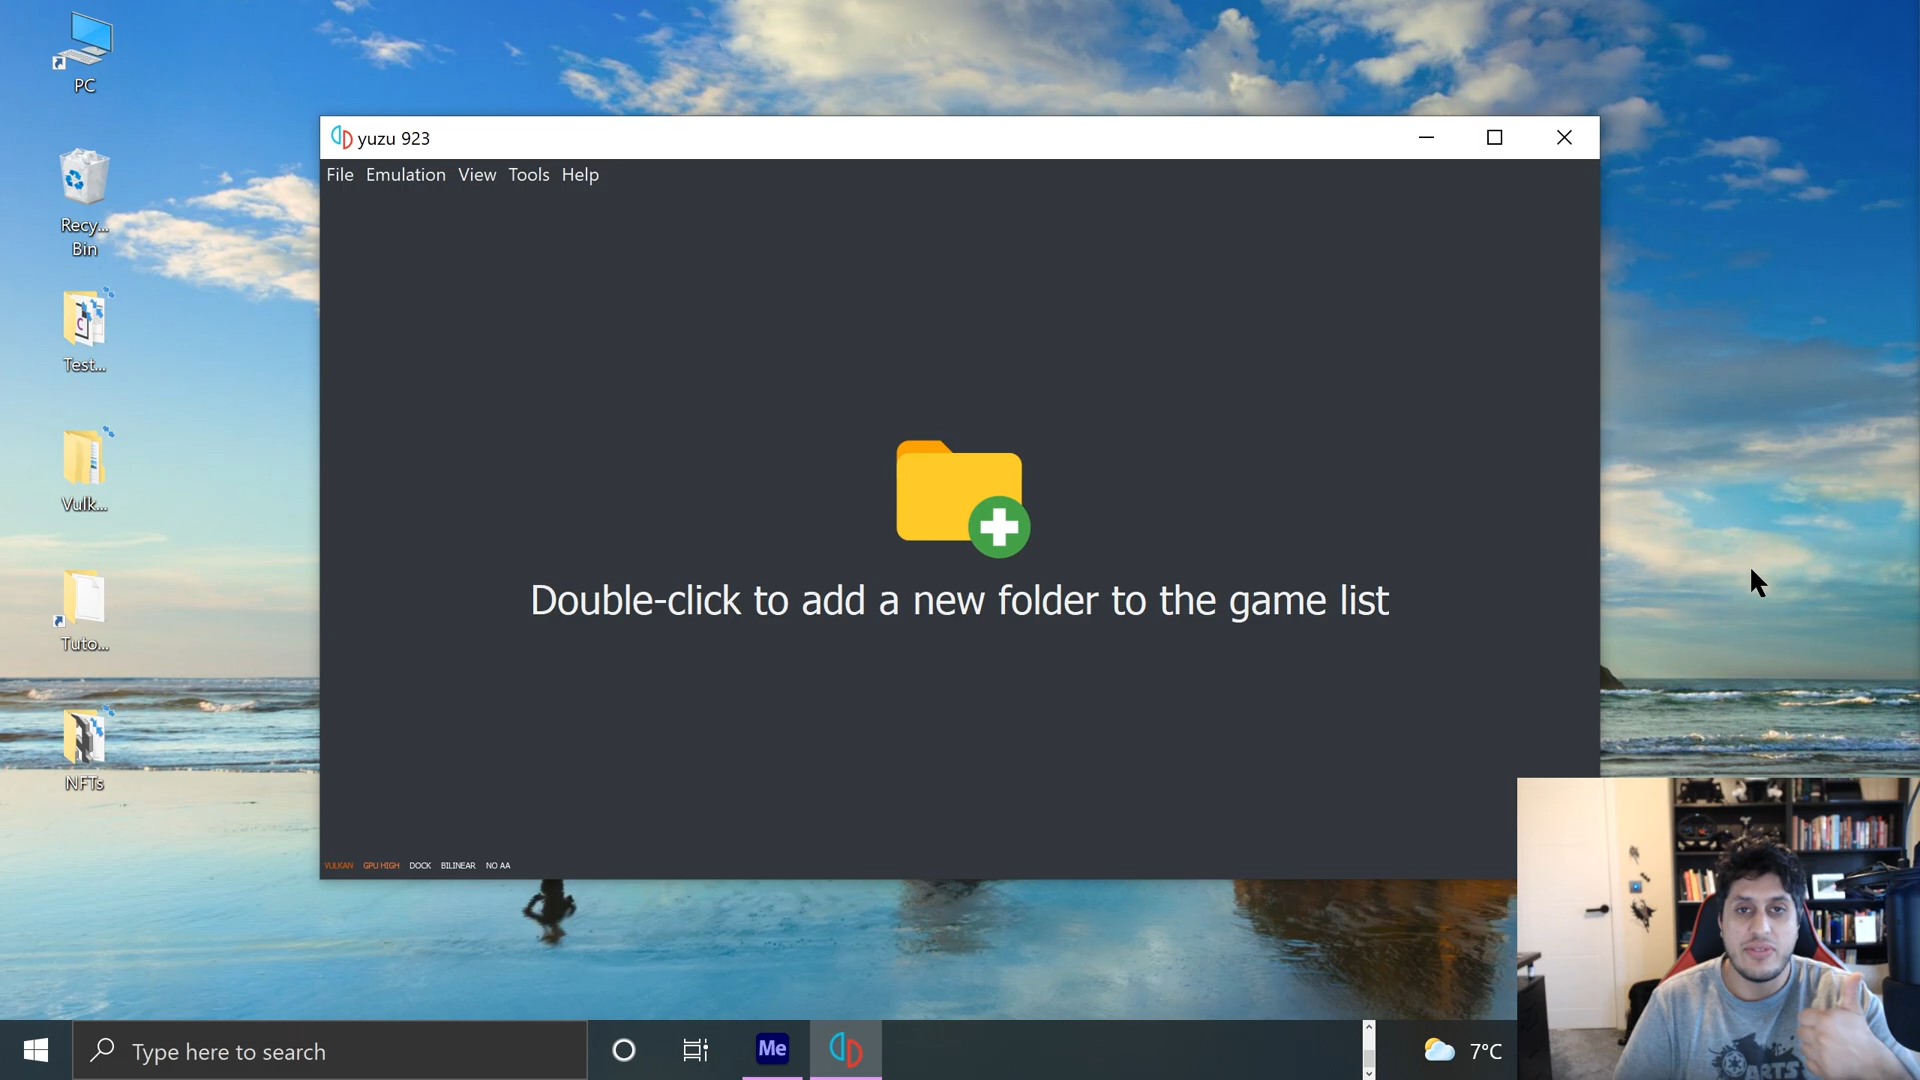 PC
Recy...
Bin
Test...
Vulk...
Tuto...
NFTs
yuzu 923
File Emulation View Tools Help
Double-click to add a new folder to the game list
VULKAN GPU HIGH DOCK BILINEAR NO AA
ARTS
Type here to search
Me
7°C